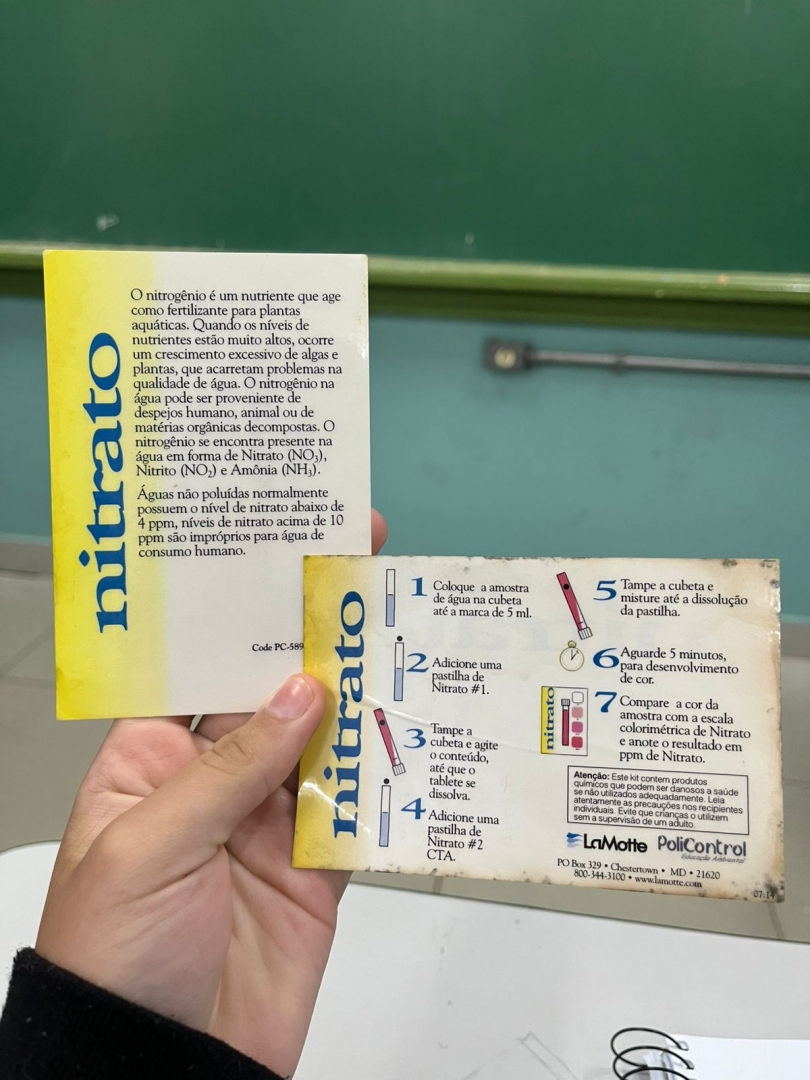 nitrato
O nitrogênio é um nutriente que age
como fertilizante para plantas
aquáticas. Quando os níveis de
nutrientes estão muito altos, ocorre
um crescimento excessivo de algas e
plantas, que acarretam problemas na
qualidade de água. O nitrogênio na
água pode ser proveniente de
despejos humano, animal ou de
matérias orgânicas decompostas. O
nitrogênio se encontra presente na
água em forma de Nitrato (NO₃),
Nitrito (NO₂) e Amônia (NH₃).
Águas não poluídas normalmente
possuem o nível de nitrato abaixo de
4 ppm, níveis de nitrato acima de 10
ppm são impróprios para água de
consumo humano.
Code PC-589
nitrato
1 Coloque a amostra
de água na cubeta
até a marca de 5 ml.
2 Adicione uma
pastilha de
Nitrato #1.
3 Tampe a
cubeta e agite
o conteúdo,
até que o
tablete se
dissolva.
4 Adicione uma
pastilha de
Nitrato #2
CTA.
5 Tampe a cubeta e
misture até a dissolução
da pastilha.
6 Aguarde 5 minutos,
para desenvolvimento
de cor.
nitrato
7 Compare a cor da
amostra com a escala
colorimétrica de Nitrato
e anote o resultado em
ppm de Nitrato.
Atenção: Este kit contem produtos
químicos que podem ser danosos a saúde
se não utilizados adequadamente. Leia
atentamente as precauções nos recipientes
individuais. Evite que crianças o utilizem
sem a supervisão de um adulto.
LaMotte PoliControl
Educação Ambiental
PO Box 329 • Chestertown • MD • 21620
800-344-3100 • www.lamotte.com
07.14